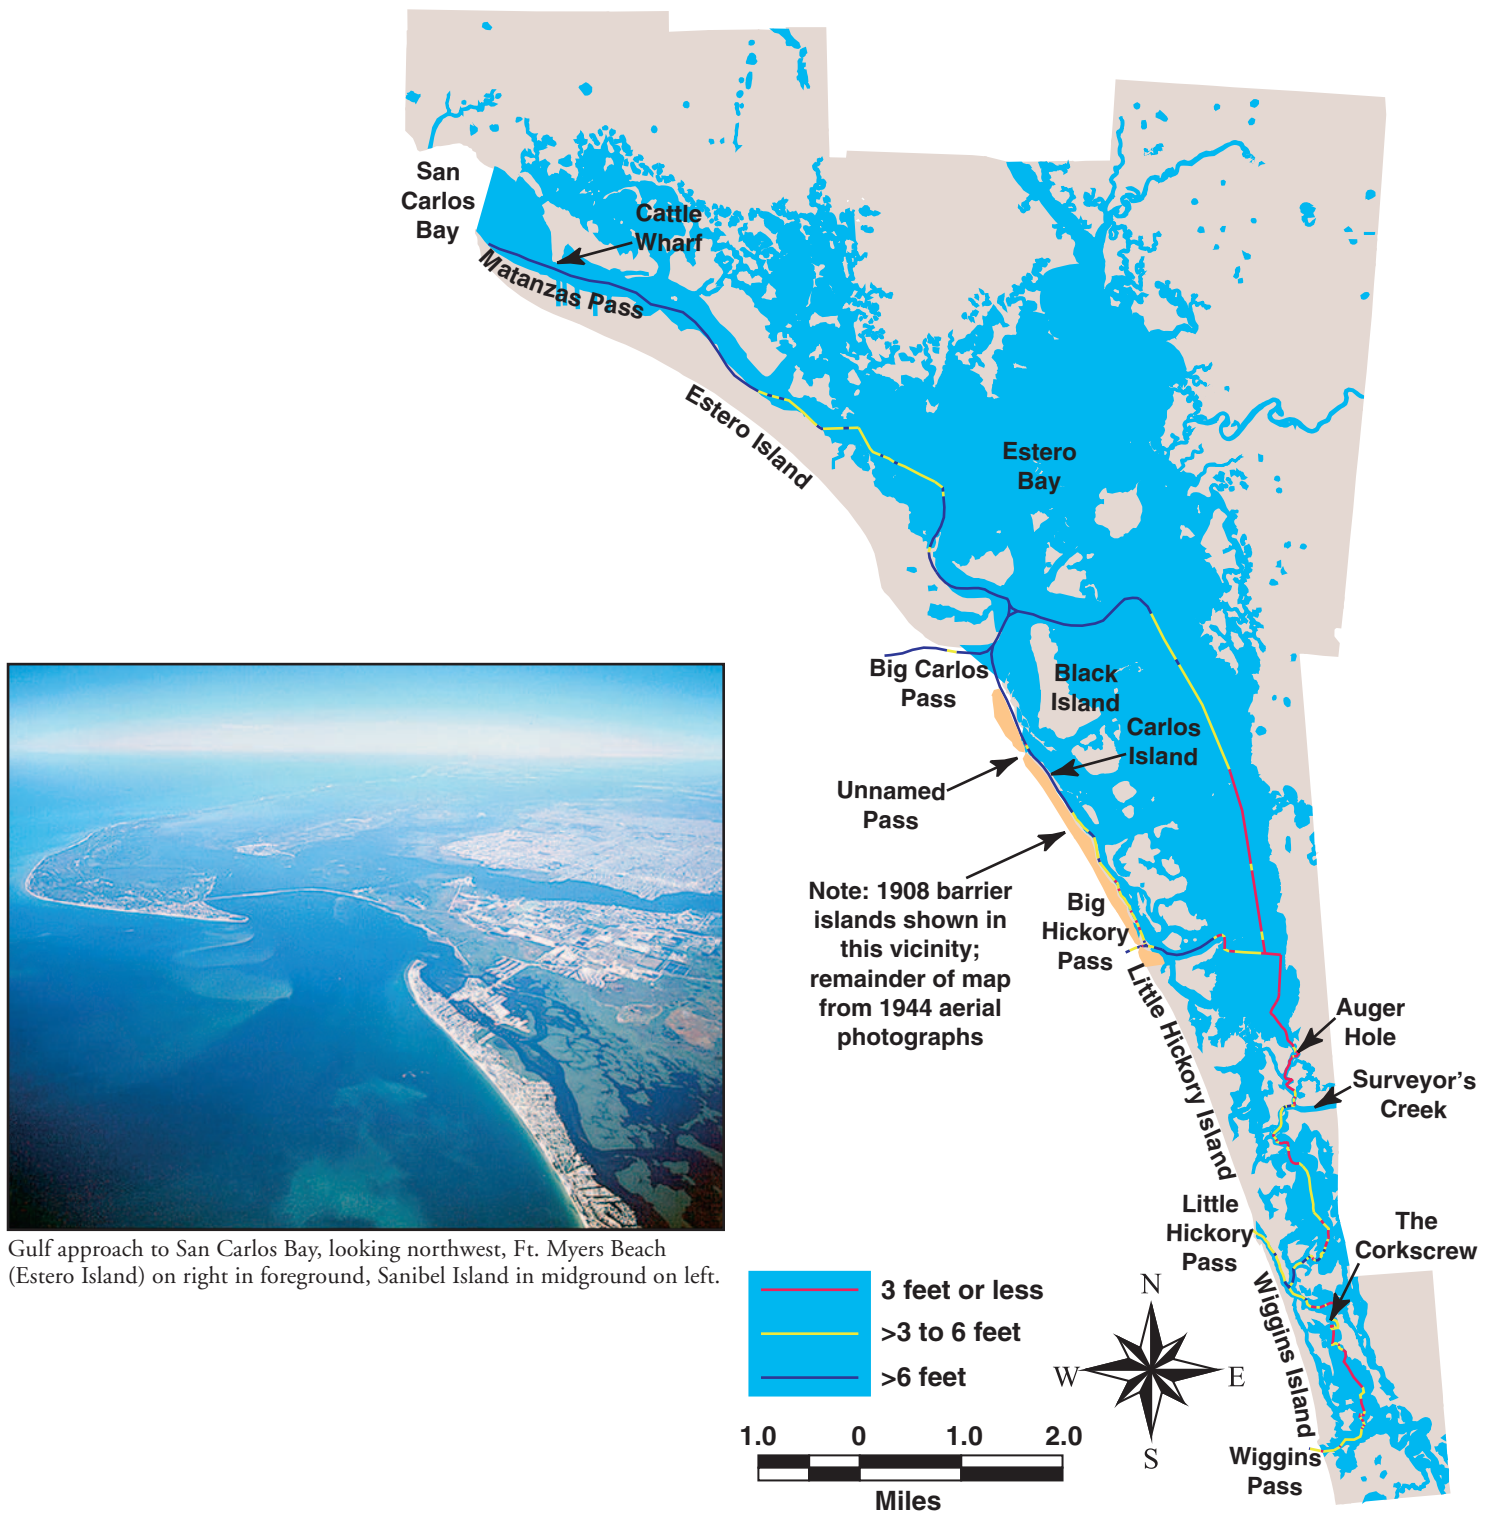 San
Carlos
Bay
Cattle
Wharf
Matanzas Pass
Estero Island
Estero
Bay
Big Carlos
Pass
Black
Island
Carlos
Island
Unnamed
Pass
Note: 1908 barrier
islands shown in
this vicinity;
remainder of map
from 1944 aerial
photographs
Big
Hickory
Pass
Little Hickory Island
Auger
Hole
Surveyor's
Creek
Little
Hickory
Pass
The
Corkscrew
Wiggins Island
Wiggins
Pass
Gulf approach to San Carlos Bay, looking northwest, Ft. Myers Beach
(Estero Island) on right in foreground, Sanibel Island in midground on left.
3 feet or less
>3 to 6 feet
>6 feet
N
W
E
S
1.0 0 1.0 2.0
Miles